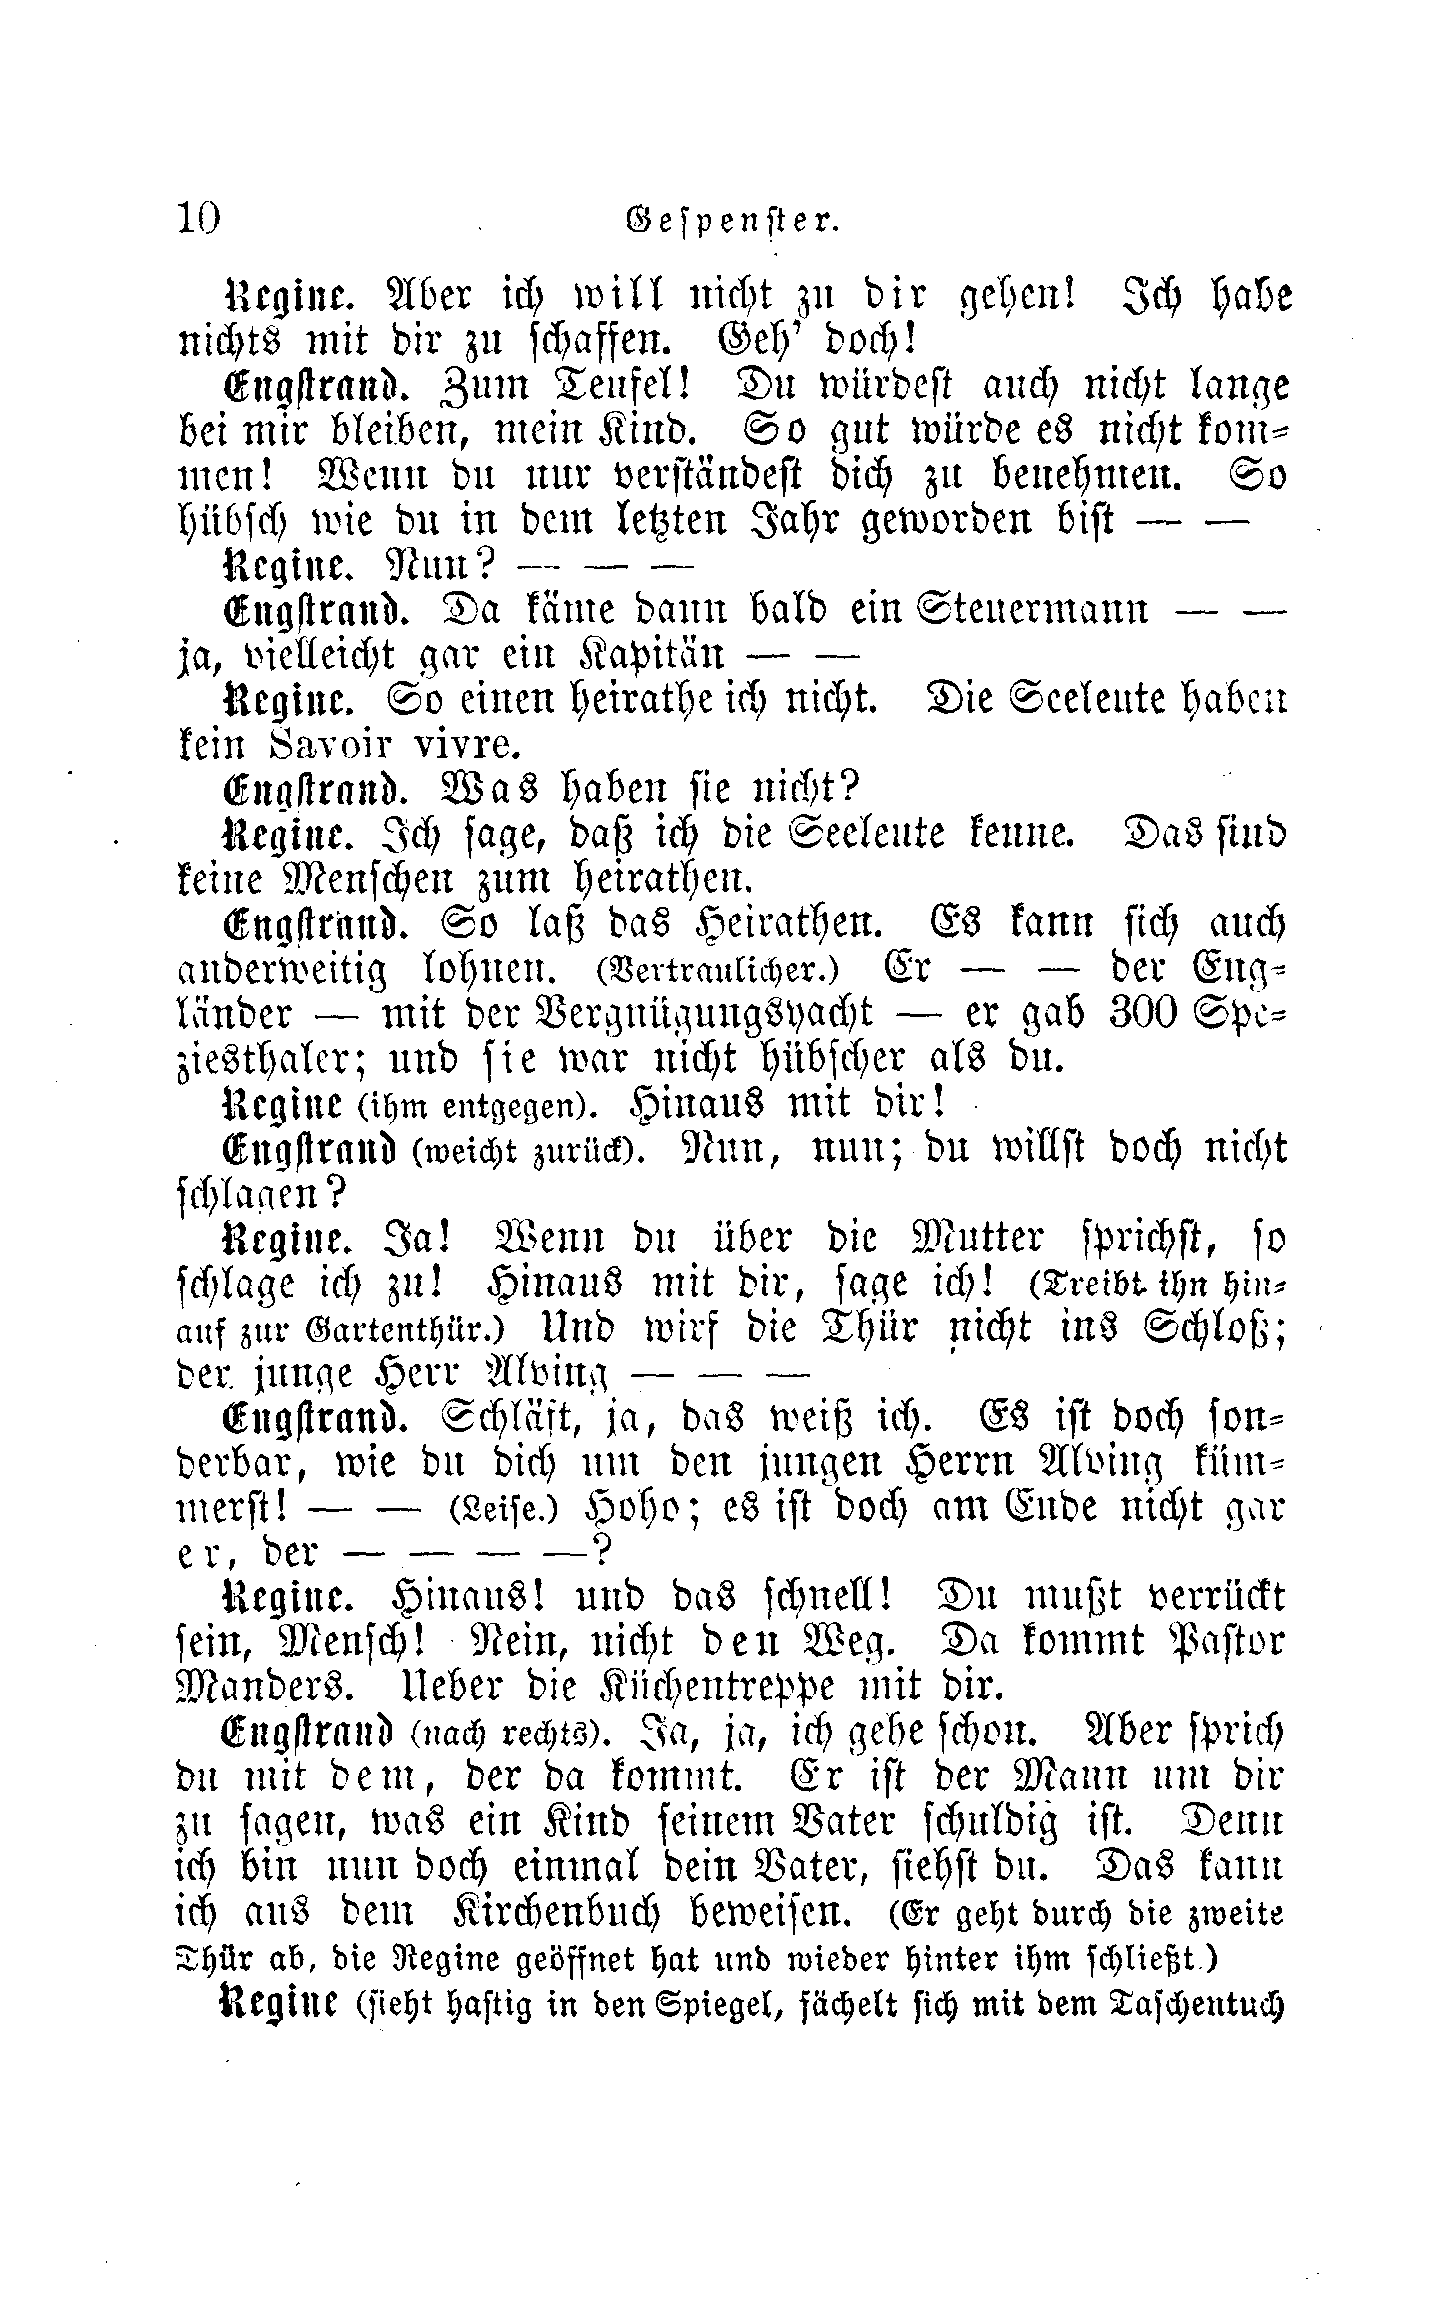 10 Gespenster.
Regine. Aber ich will nicht zu dir gehen! Ich habe
nichts mit dir zu schaffen. Geh' doch!
Engstrand. Zum Teufel! Du würdest auch nicht lange
bei mir bleiben, mein Kind. So gut würde es nicht kom-
men! Wenn du nur verständest dich zu benehmen. So
hübsch wie du in dem letzten Jahr geworden bist — —
Regine. Nun? — — —
Engstrand. Da käme dann bald ein Steuermann — —
ja, vielleicht gar ein Kapitän — —
Regine. So einen heirathe ich nicht. Die Seeleute haben
kein Savoir vivre.
Engstrand. Was haben sie nicht?
Regine. Ich sage, daß ich die Seeleute kenne. Das sind
keine Menschen zum heirathen.
Engstrand. So laß das Heirathen. Es kann sich auch
anderweitig lohnen. (Vertraulicher.) Er — — der Eng-
länder — mit der Vergnügungsyacht — er gab 300 Spe-
ziesthaler; und sie war nicht hübscher als du.
Regine (ihm entgegen). Hinaus mit dir!
Engstrand (weicht zurück). Nun, nun; du willst doch nicht
schlagen?
Regine. Ja! Wenn du über die Mutter sprichst, so
schlage ich zu! Hinaus mit dir, sage ich! (Treibt ihn hin-
auf zur Gartenthür.) Und wirf die Thür nicht ins Schloß;
der junge Herr Alving — — —
Engstrand. Schläft, ja, das weiß ich. Es ist doch son-
derbar, wie du dich um den jungen Herrn Alving küm-
merst! — — (Leise.) Hoho; es ist doch am Ende nicht gar
er, der — — — —?
Regine. Hinaus! und das schnell! Du mußt verrückt
sein, Mensch! Nein, nicht den Weg. Da kommt Pastor
Manders. Ueber die Küchentreppe mit dir.
Engstrand (nach rechts). Ja, ja, ich gehe schon. Aber sprich
du mit dem, der da kommt. Er ist der Mann um dir
zu sagen, was ein Kind seinem Vater schuldig ist. Denn
ich bin nun doch einmal dein Vater, siehst du. Das kann
ich aus dem Kirchenbuch beweisen. (Er geht durch die zweite
Thür ab, die Regine geöffnet hat und wieder hinter ihm schließt.)
Regine (sieht hastig in den Spiegel, fächelt sich mit dem Taschentuch